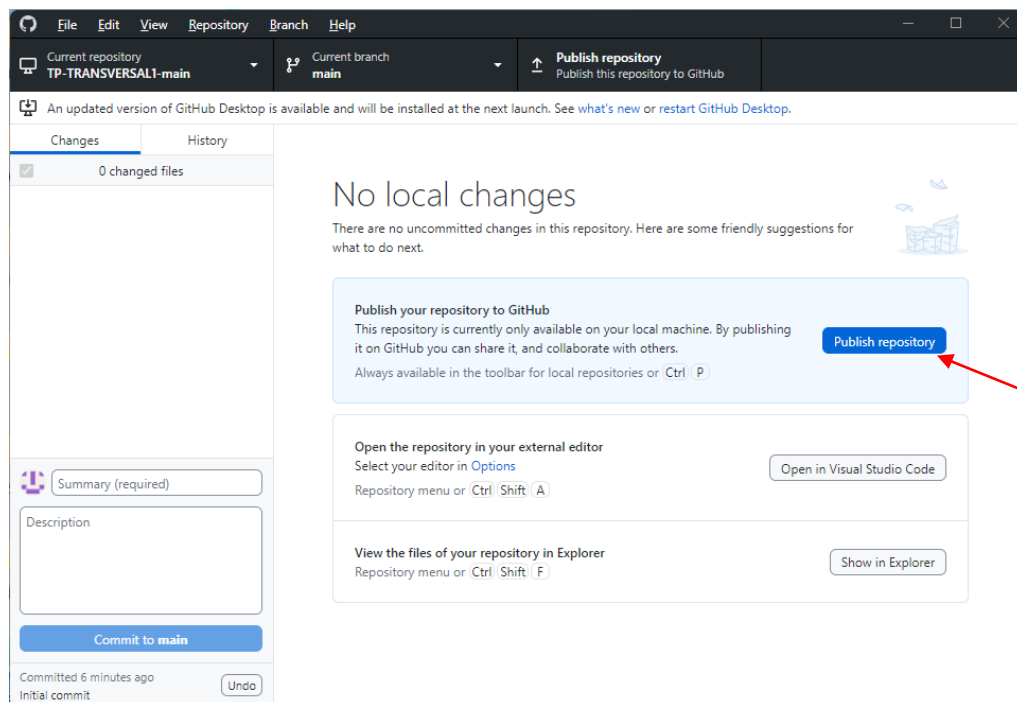 File Edit View Repository Branch Help
Current repository
TP-TRANSVERSAL1-main
Current branch
main
Publish repository
Publish this repository to GitHub
An updated version of GitHub Desktop is available and will be installed at the next launch. See what's new or restart GitHub Desktop.
Changes History
0 changed files
No local changes
There are no uncommitted changes in this repository. Here are some friendly suggestions for
what to do next.
Publish your repository to GitHub
This repository is currently only available on your local machine. By publishing
it on GitHub you can share it, and collaborate with others.
Always available in the toolbar for local repositories or Ctrl P
Publish repository
Open the repository in your external editor
Select your editor in Options
Repository menu or Ctrl Shift A
Open in Visual Studio Code
View the files of your repository in Explorer
Repository menu or Ctrl Shift F
Show in Explorer
Summary (required)
Description
Commit to main
Committed 6 minutes ago
Initial commit
Undo